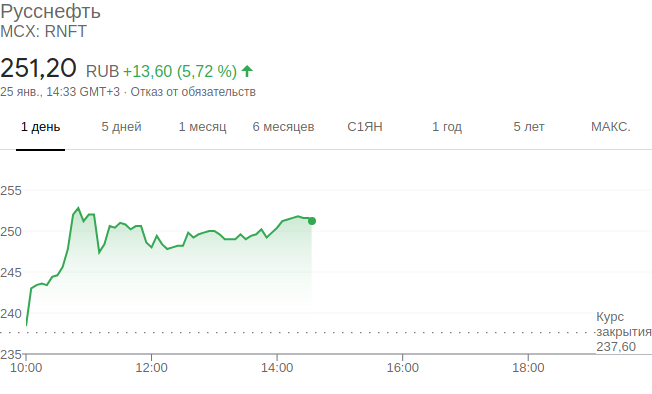 Русснефть
MCX: RNFT
251,20 RUB +13,60 (5,72 %)
25 янв., 14:33 GMT+3 · Отказ от обязательств
1 день 5 дней 1 месяц 6 месяцев С1ЯН 1 год 5 лет МАКС.
255
250
245
240
Курс
закрытия
237,60
235
10:00 12:00 14:00 16:00 18:00